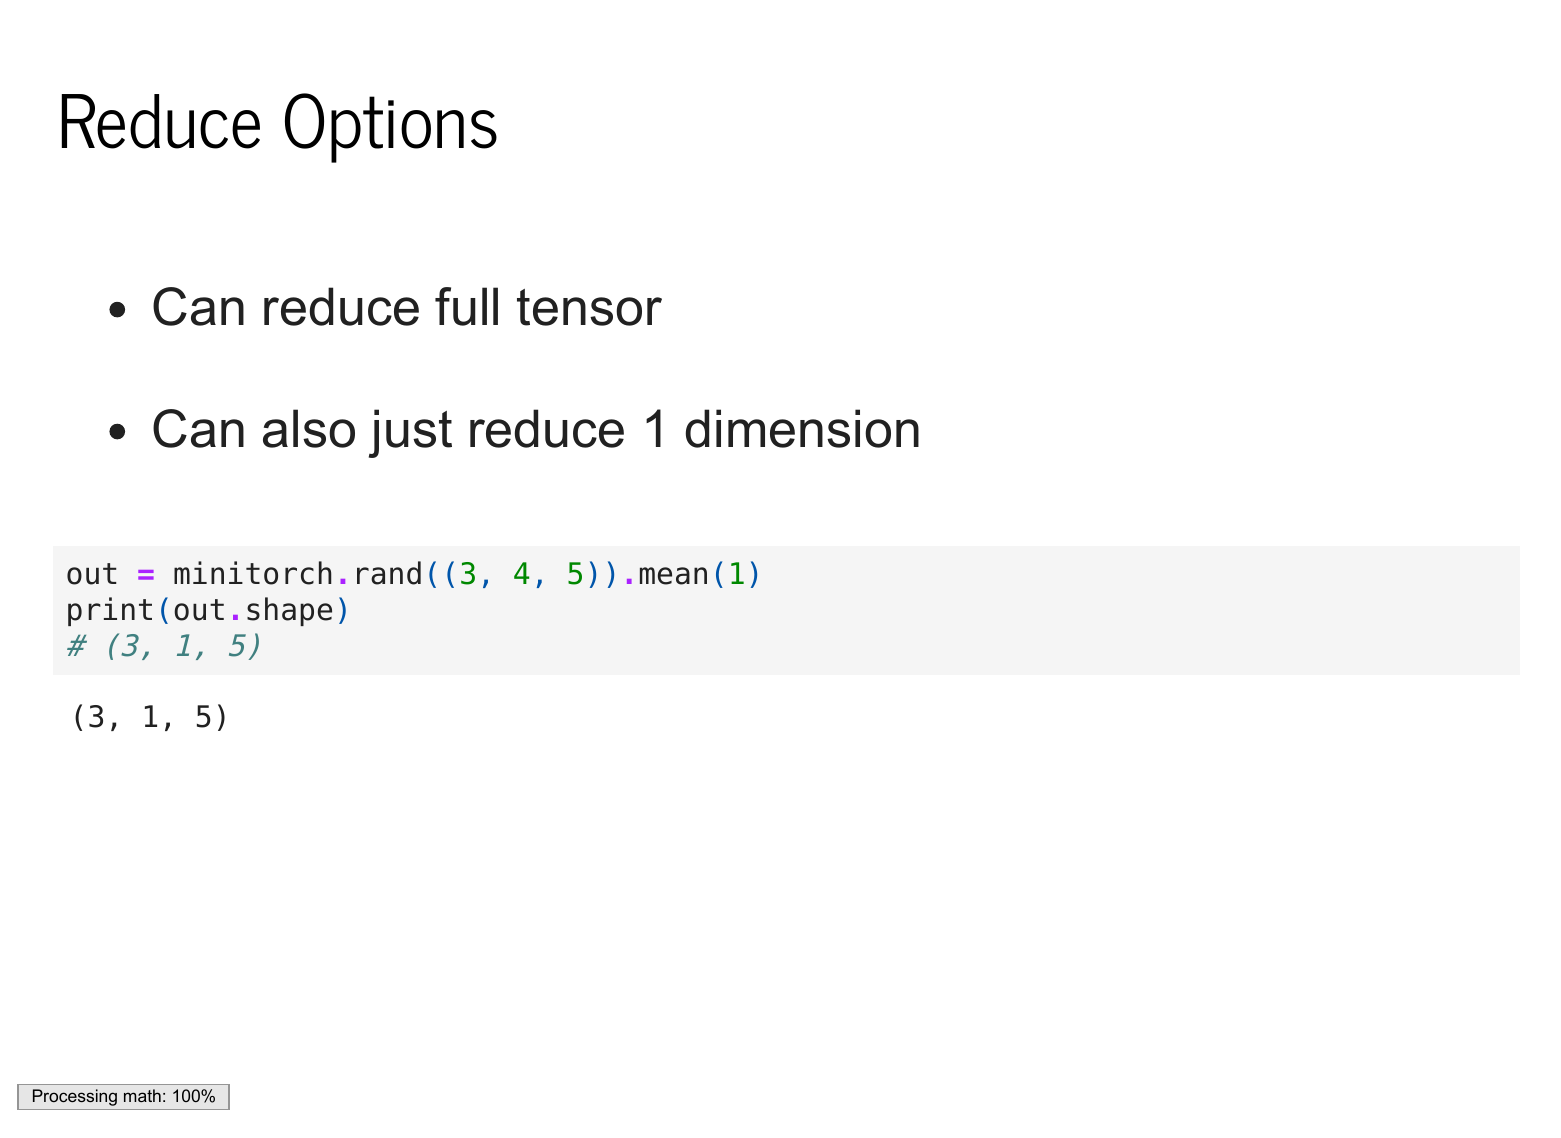 Reduce Options
• Can reduce full tensor
• Can also just reduce 1 dimension
out = minitorch.rand((3, 4, 5)).mean(1)
print(out.shape)
# (3, 1, 5)
(3, 1, 5)
Processing math: 100%